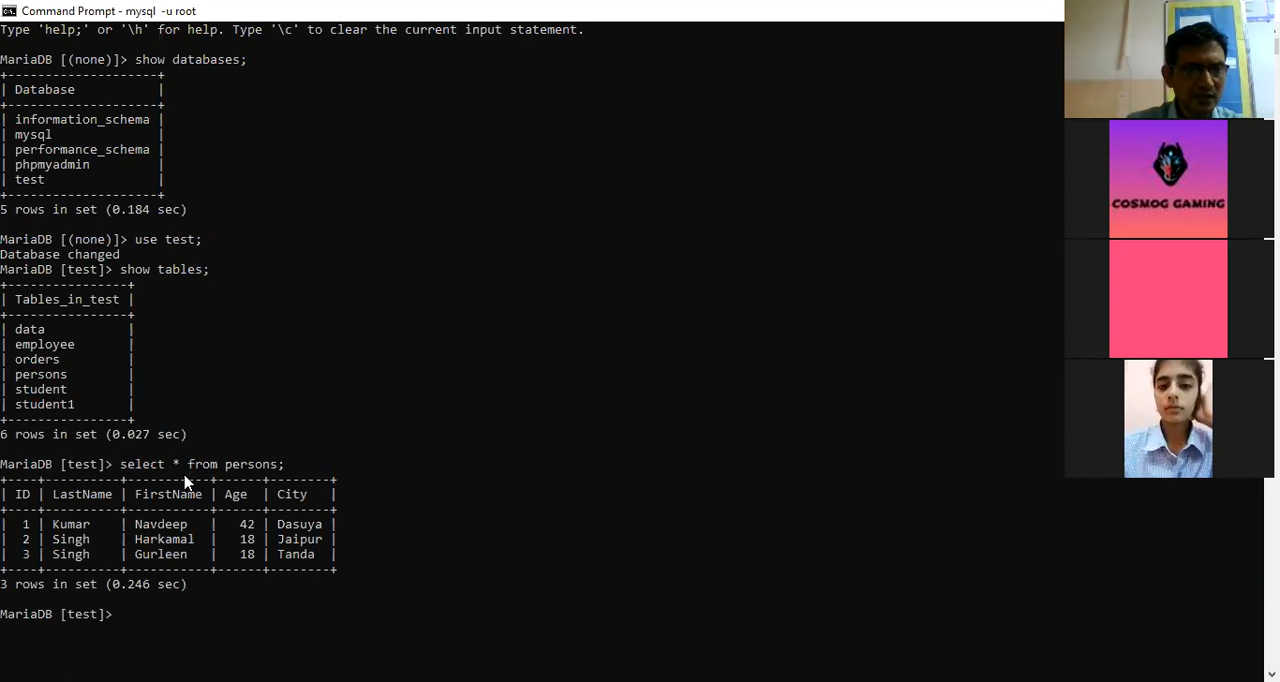 Command Prompt - mysql -u root
Type 'help;' or '\h' for help. Type '\c' to clear the current input statement.
MariaDB [(none)]> show databases;
+--------------------+
| Database           |
+--------------------+
| information_schema |
| mysql              |
| performance_schema |
| phpmyadmin         |
| test               |
+--------------------+
5 rows in set (0.184 sec)
MariaDB [(none)]> use test;
Database changed
MariaDB [test]> show tables;
+----------------+
| Tables_in_test |
+----------------+
| data           |
| employee       |
| orders         |
| persons        |
| student        |
| student1       |
+----------------+
6 rows in set (0.027 sec)
MariaDB [test]> select * from persons;
+----+----------+-----------+------+--------+
| ID | LastName | FirstName | Age  | City   |
+----+----------+-----------+------+--------+
|  1 | Kumar    | Navdeep   |   42 | Dasuya |
|  2 | Singh    | Harkamal  |   18 | Jaipur |
|  3 | Singh    | Gurleen   |   18 | Tanda  |
+----+----------+-----------+------+--------+
3 rows in set (0.246 sec)
MariaDB [test]>
COSMOG GAMING